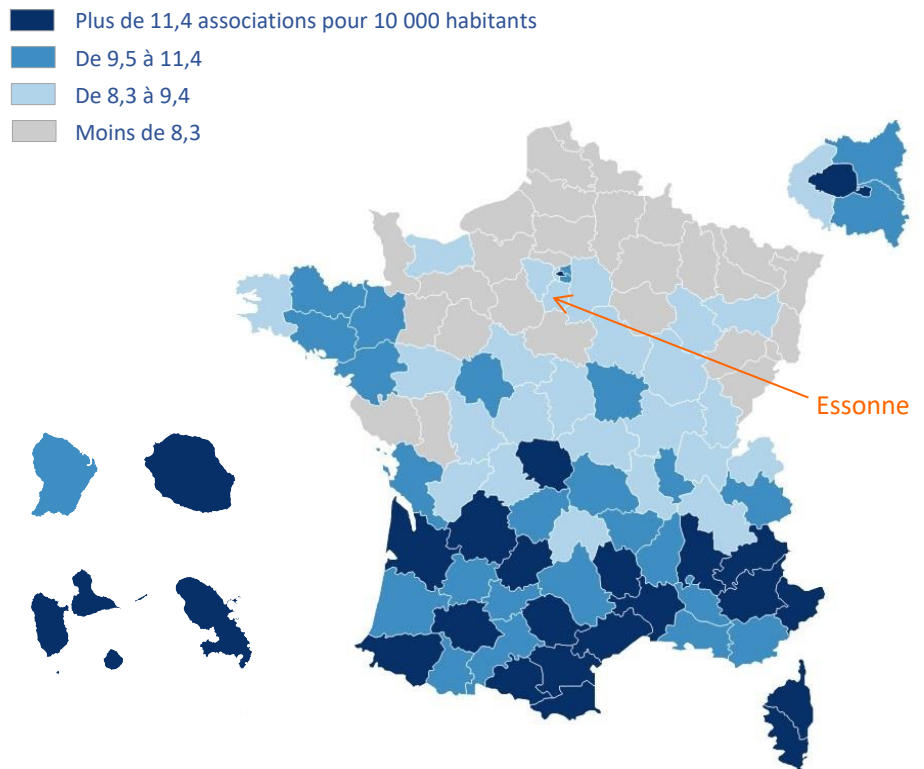 Plus de 11,4 associations pour 10 000 habitants
De 9,5 à 11,4
De 8,3 à 9,4
Moins de 8,3
Essonne